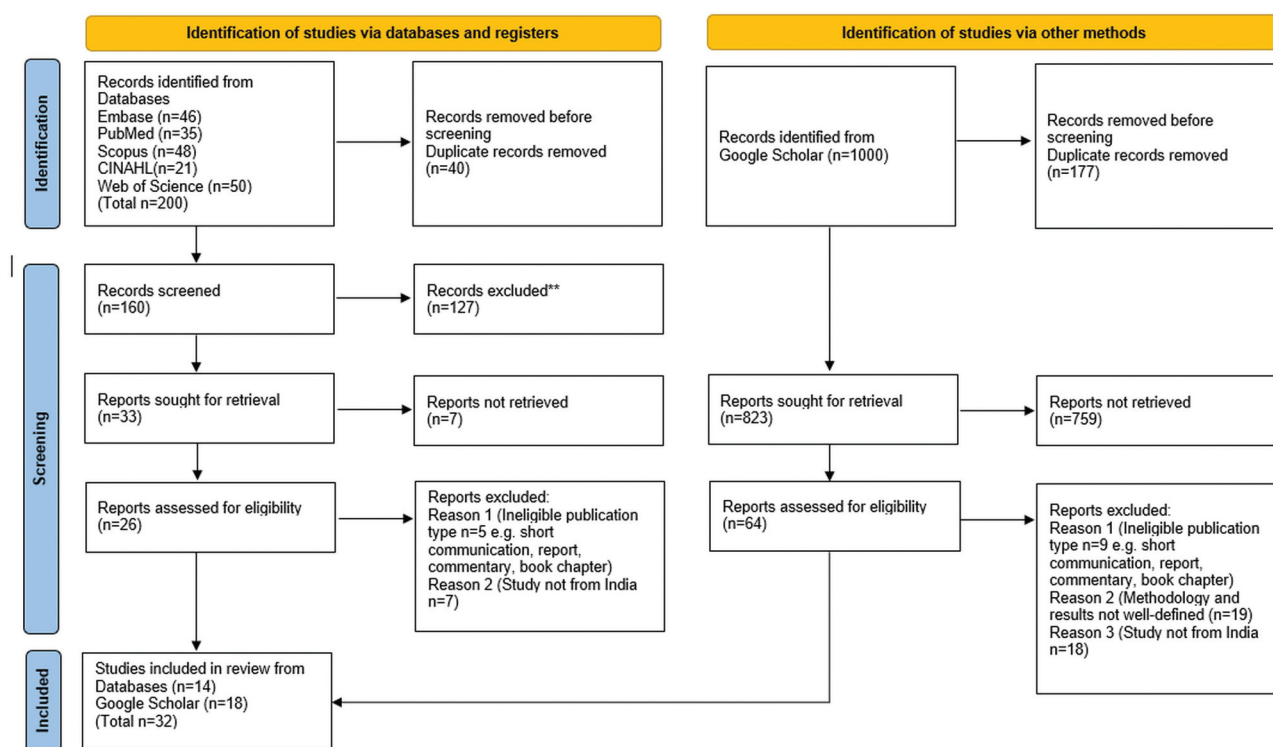 Identification of studies via databases and registers
Identification of studies via other methods
Identification
Records identified from
Databases
Embase (n=46)
PubMed (n=35)
Scopus (n=48)
CINAHL(n=21)
Web of Science (n=50)
(Total n=200)
Records removed before
screening
Duplicate records removed
(n=40)
Records identified from
Google Scholar (n=1000)
Records removed before
screening
Duplicate records removed
(n=177)
Screening
Records screened
(n=160)
Records excluded**
(n=127)
Reports sought for retrieval
(n=33)
Reports not retrieved
(n=7)
Reports sought for retrieval
(n=823)
Reports not retrieved
(n=759)
Reports assessed for eligibility
(n=26)
Reports excluded:
Reason 1 (Ineligible publication
type n=5 e.g. short
communication, report,
commentary, book chapter)
Reason 2 (Study not from India
n=7)
Reports assessed for eligibility
(n=64)
Reports excluded:
Reason 1 (Ineligible publication
type n=9 e.g. short
communication, report,
commentary, book chapter)
Reason 2 (Methodology and
results not well-defined (n=19)
Reason 3 (Study not from India
n=18)
Included
Studies included in review from
Databases (n=14)
Google Scholar (n=18)
(Total n=32)